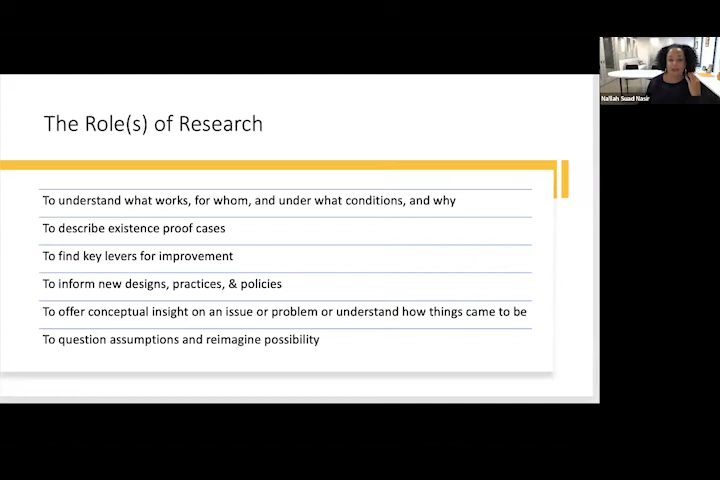 The Role(s) of Research
To understand what works, for whom, and under what conditions, and why
To describe existence proof cases
To find key levers for improvement
To inform new designs, practices, & policies
To offer conceptual insight on an issue or problem or understand how things came to be
To question assumptions and reimagine possibility
Na'ilah Suad Nasir